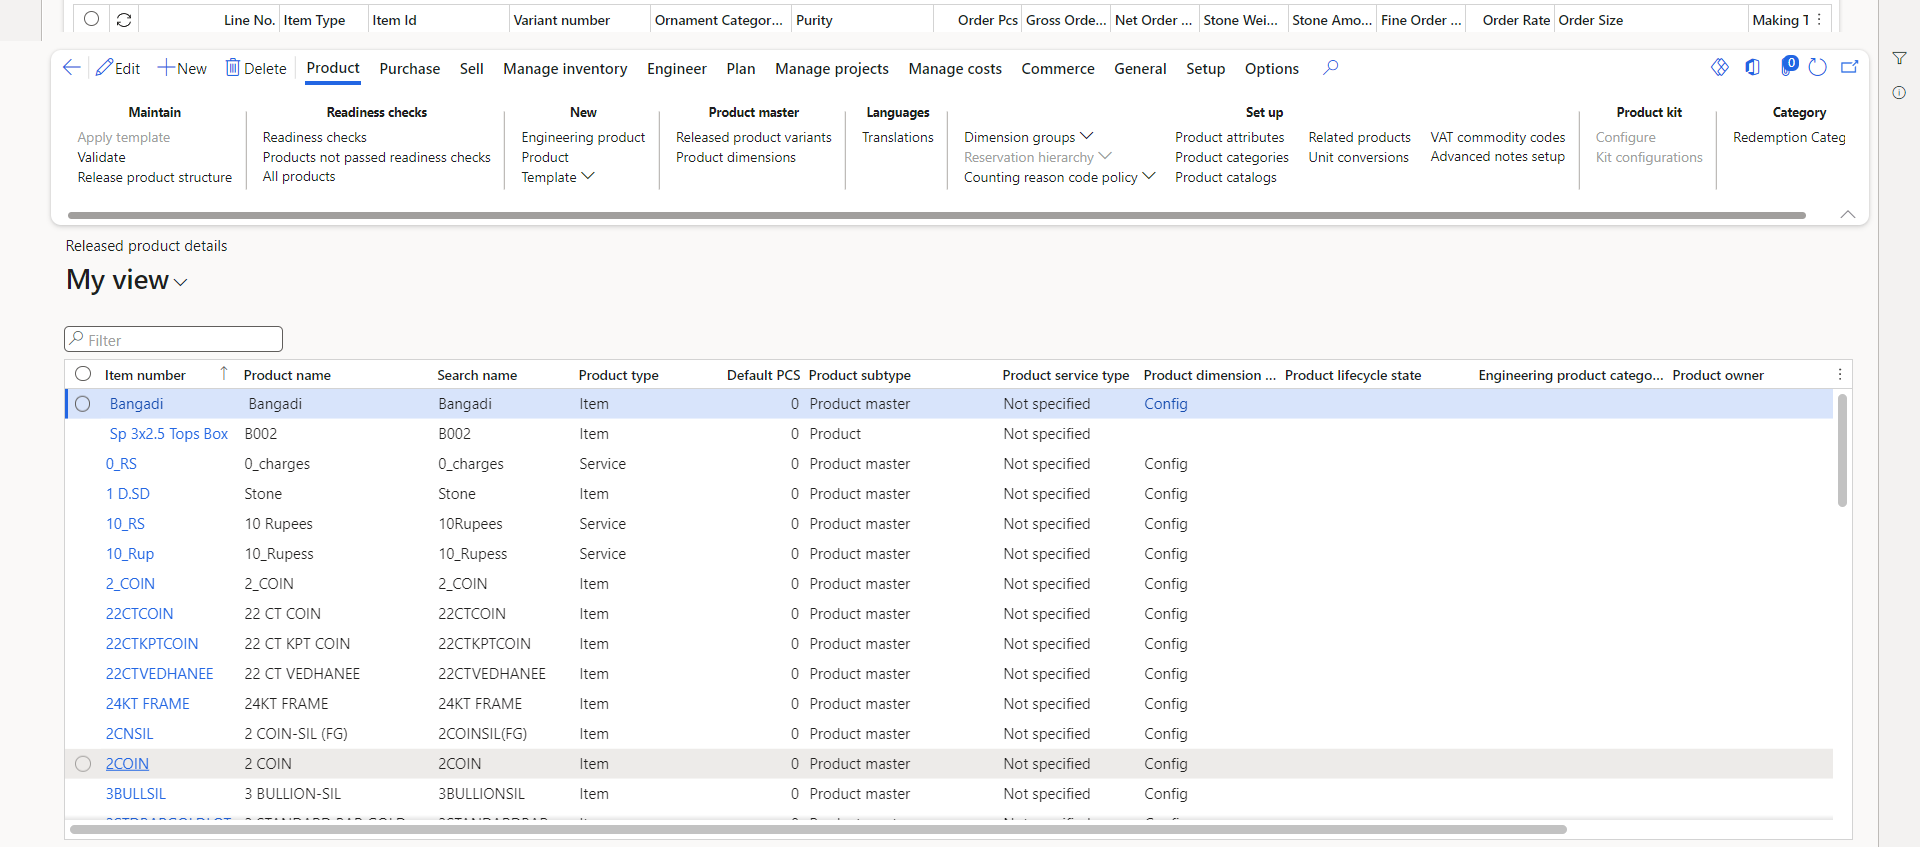 Line No. Item Type Item Id Variant number Ornament Categor... Purity Order Pcs Gross Orde... Net Order ... Stone Wei... Stone Amo... Fine Order ... Order Rate Order Size Making T
Edit New Delete Product Purchase Sell Manage inventory Engineer Plan Manage projects Manage costs Commerce General Setup Options 0
Maintain Readiness checks New Product master Languages Set up Product kit Category
Apply template Readiness checks Engineering product Released product variants Translations Dimension groups Product attributes Related products VAT commodity codes Configure Redemption Categ
Validate Products not passed readiness checks Product Product dimensions Reservation hierarchy Product categories Unit conversions Advanced notes setup Kit configurations
Release product structure All products Template Counting reason code policy Product catalogs
Released product details
My view
Filter
Item number Product name Search name Product type Default PCS Product subtype Product service type Product dimension ... Product lifecycle state Engineering product catego... Product owner
Bangadi Bangadi Bangadi Item 0 Product master Not specified Config
Sp 3x2.5 Tops Box B002 B002 Item 0 Product Not specified
0_RS 0_charges 0_charges Service 0 Product master Not specified Config
1 D.SD Stone Stone Item 0 Product master Not specified Config
10_RS 10 Rupees 10Rupees Service 0 Product master Not specified Config
10_Rup 10_Rupess 10_Rupess Service 0 Product master Not specified Config
2_COIN 2_COIN 2_COIN Item 0 Product master Not specified Config
22CTCOIN 22 CT COIN 22CTCOIN Item 0 Product master Not specified Config
22CTKPTCOIN 22 CT KPT COIN 22CTKPTCOIN Item 0 Product master Not specified Config
22CTVEDHANEE 22 CT VEDHANEE 22CTVEDHANEE Item 0 Product master Not specified Config
24KT FRAME 24KT FRAME 24KT FRAME Item 0 Product master Not specified Config
2CNSIL 2 COIN-SIL (FG) 2COINSIL(FG) Item 0 Product master Not specified Config
2COIN 2 COIN 2COIN Item 0 Product master Not specified Config
3BULLSIL 3 BULLION-SIL 3BULLIONSIL Item 0 Product master Not specified Config